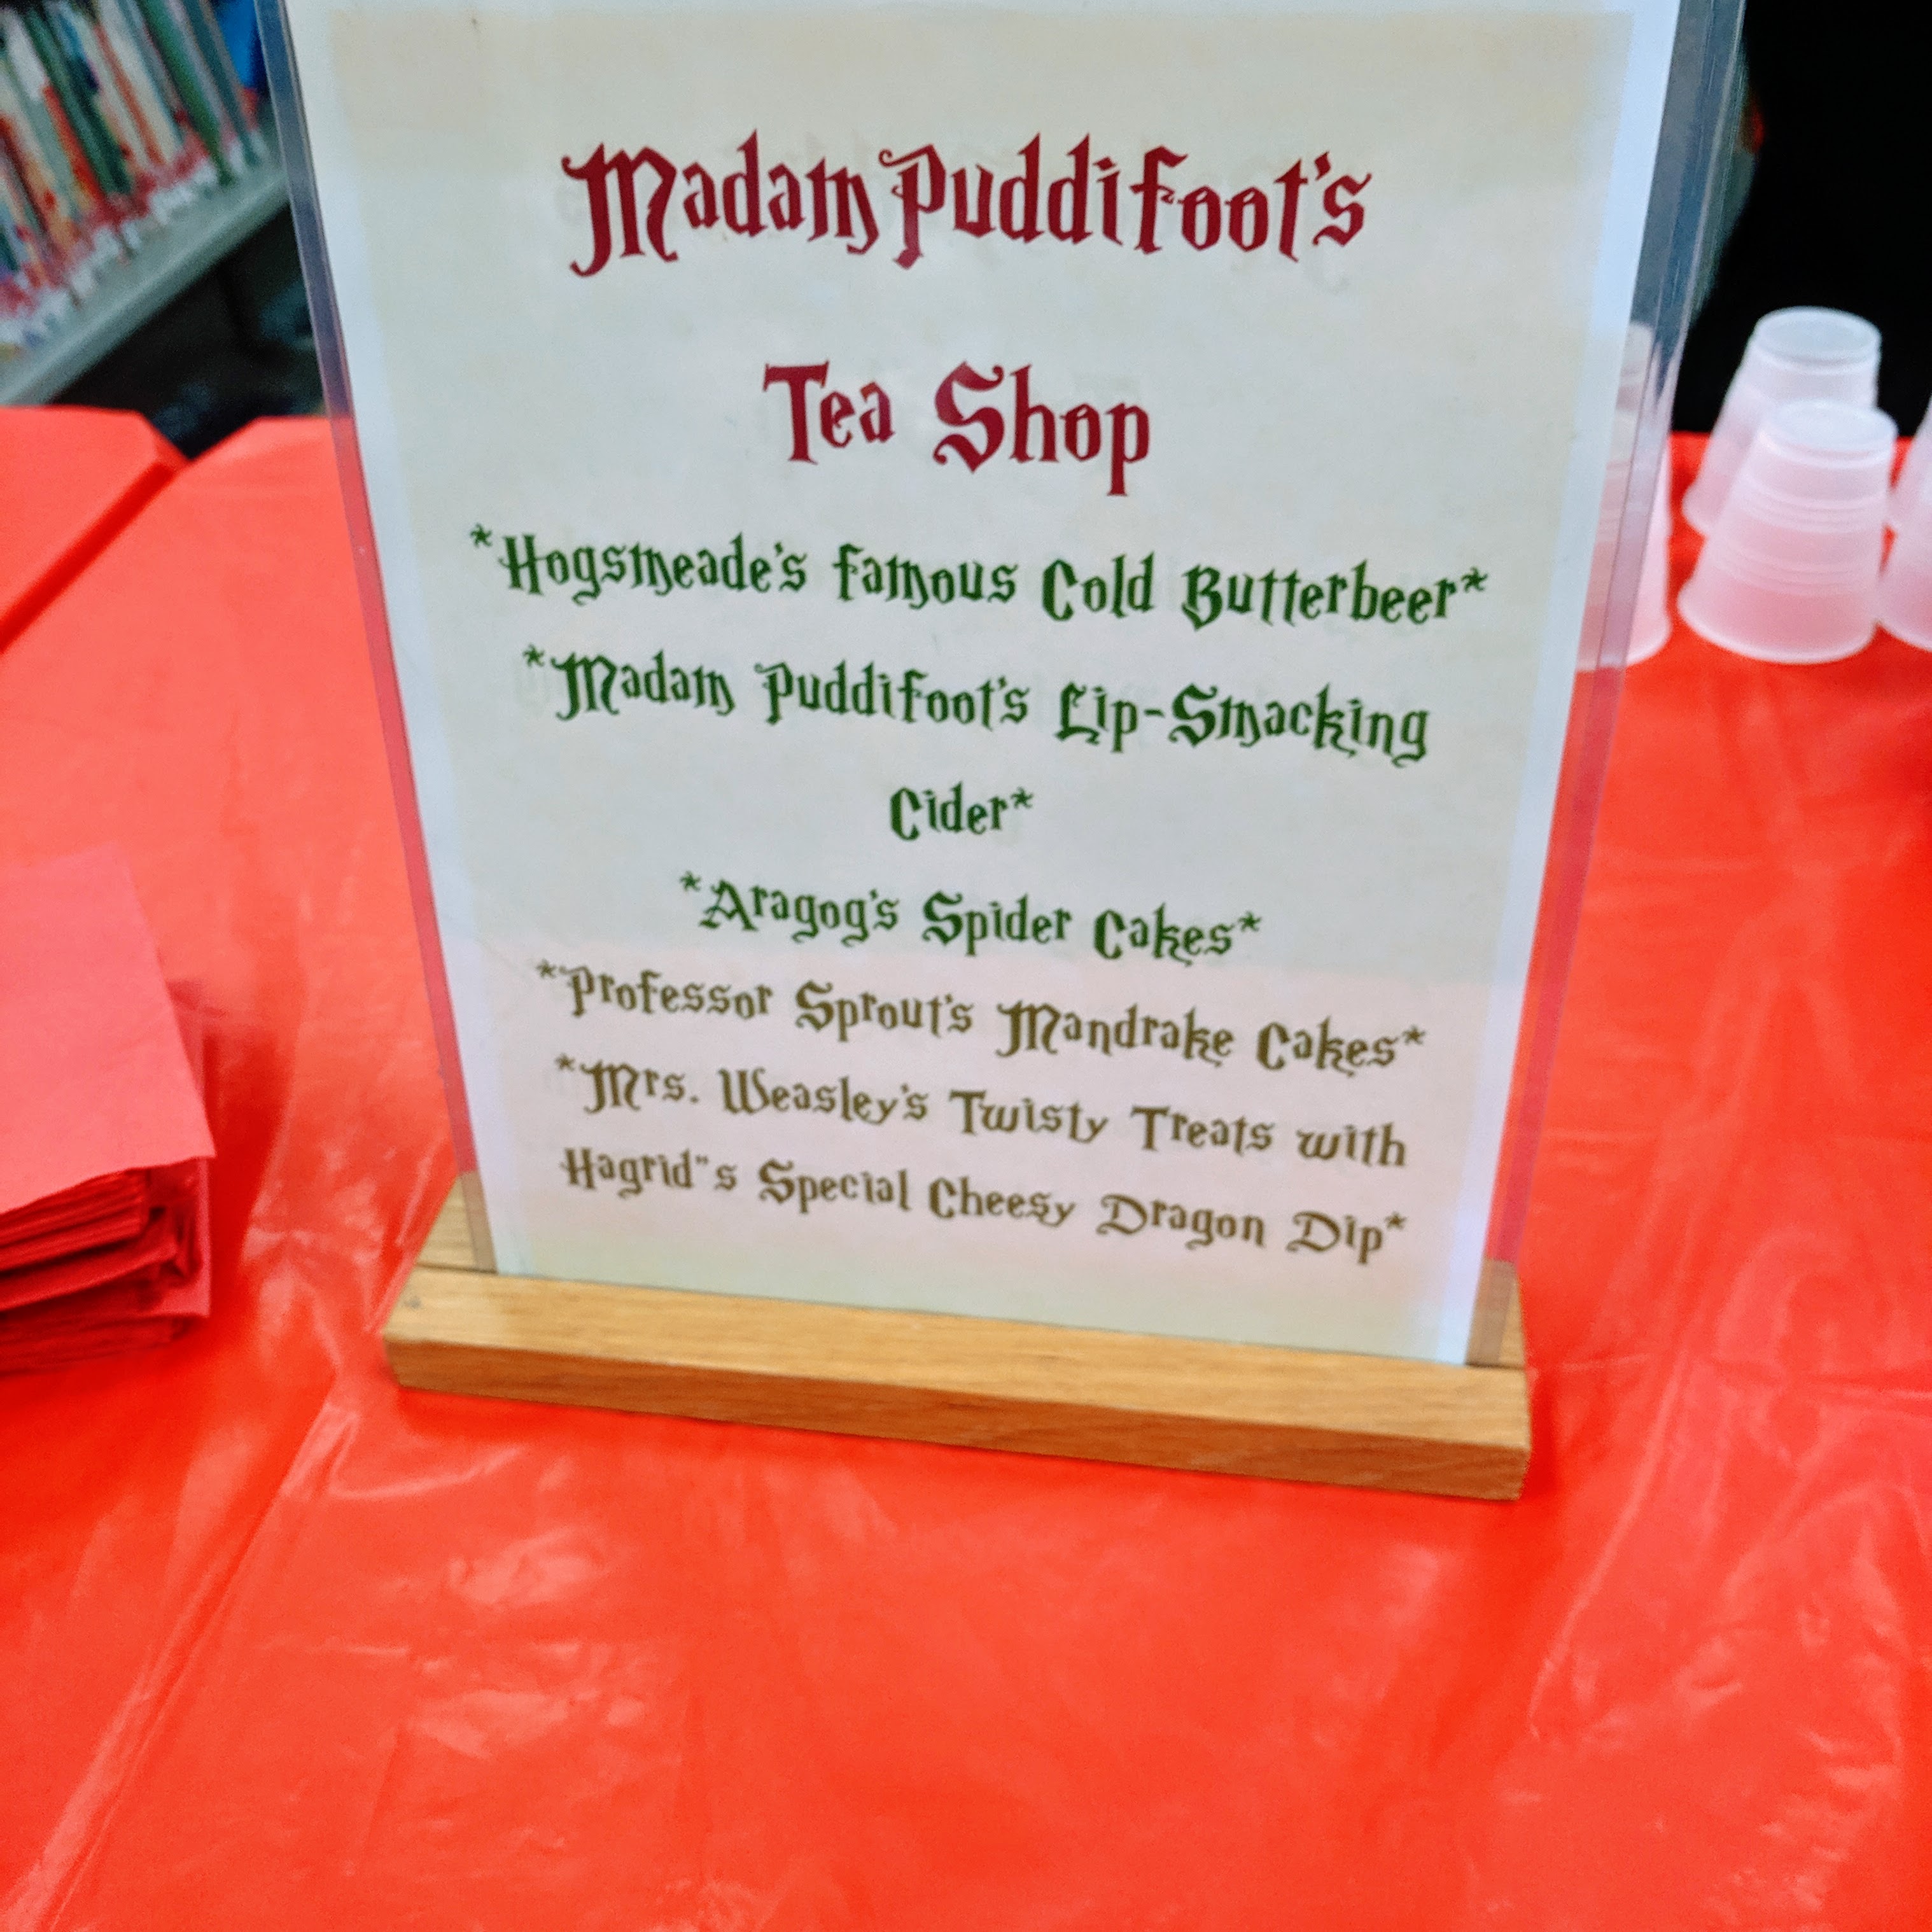 Madam Puddifoot's
Tea Shop
*Hogsmeade's famous Cold Butterbeer*
*Madam Puddifoot's Lip-Smacking
Cider*
*Aragog's Spider Cakes*
*Professor Sprout's Mandrake Cakes*
*Mrs. Weasley's Twisty Treats with
Hagrid"s Special Cheesy Dragon Dip*